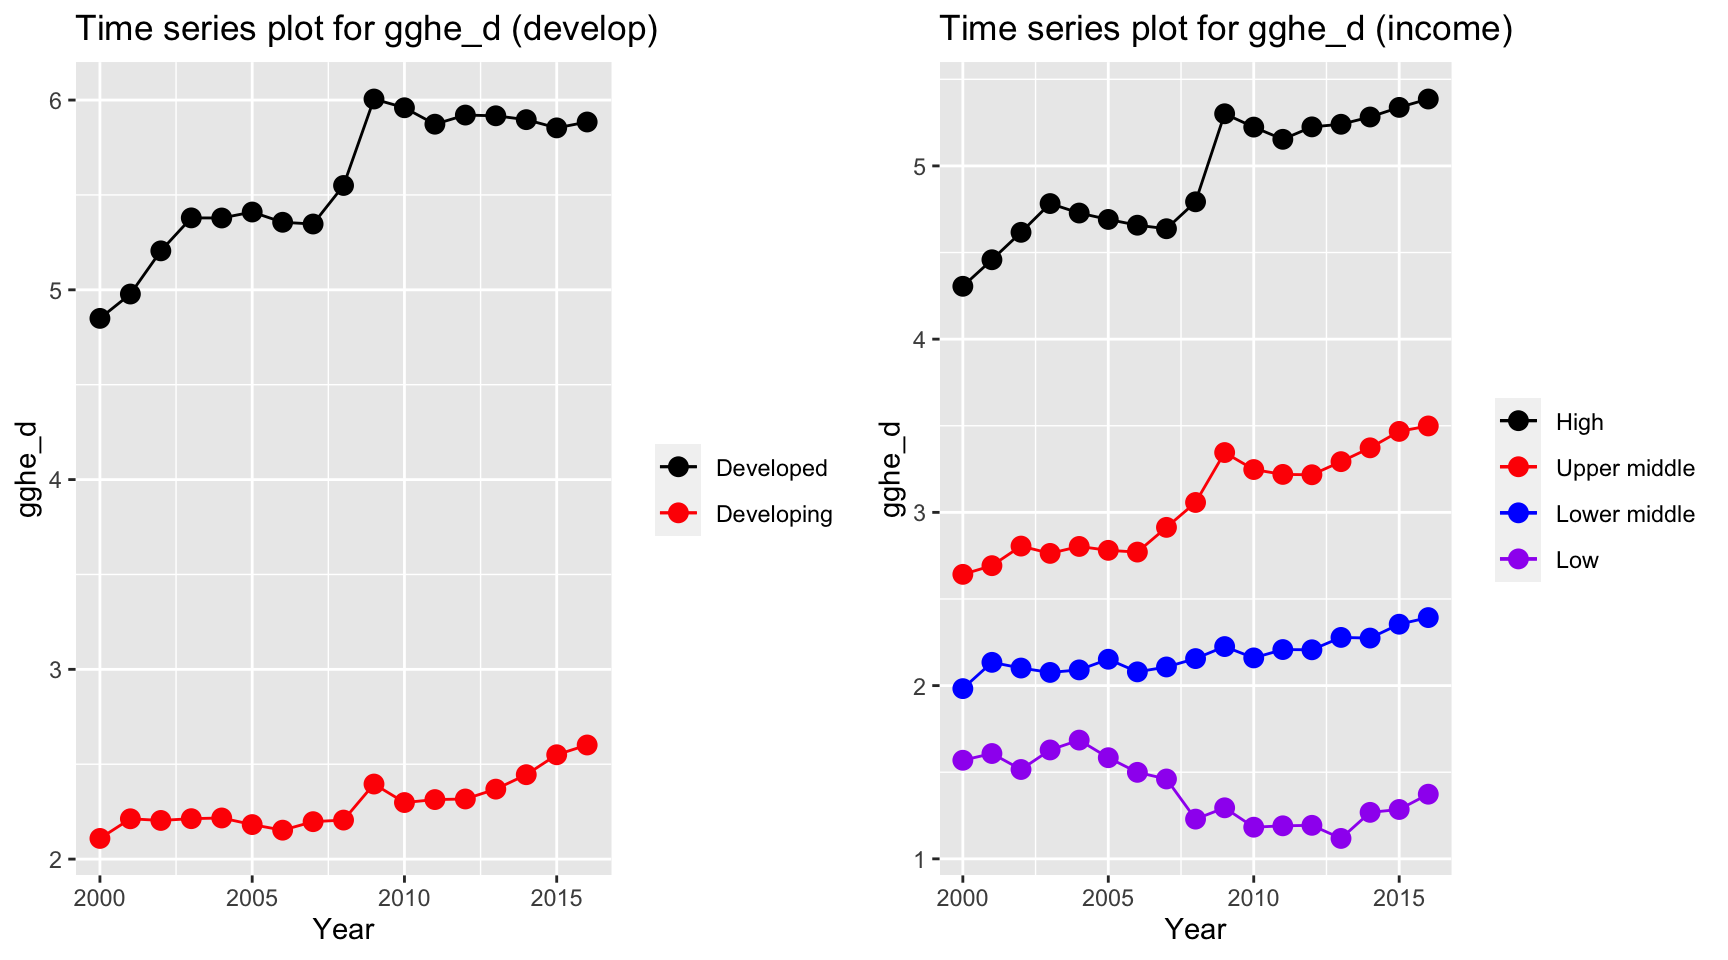 Time series plot for gghe_d (develop)
6
5
4
3
2
gghe_d
2000 2005 2010 2015
Year
Developed
Developing
Time series plot for gghe_d (income)
5
4
3
2
1
gghe_d
2000 2005 2010 2015
Year
High
Upper middle
Lower middle
Low